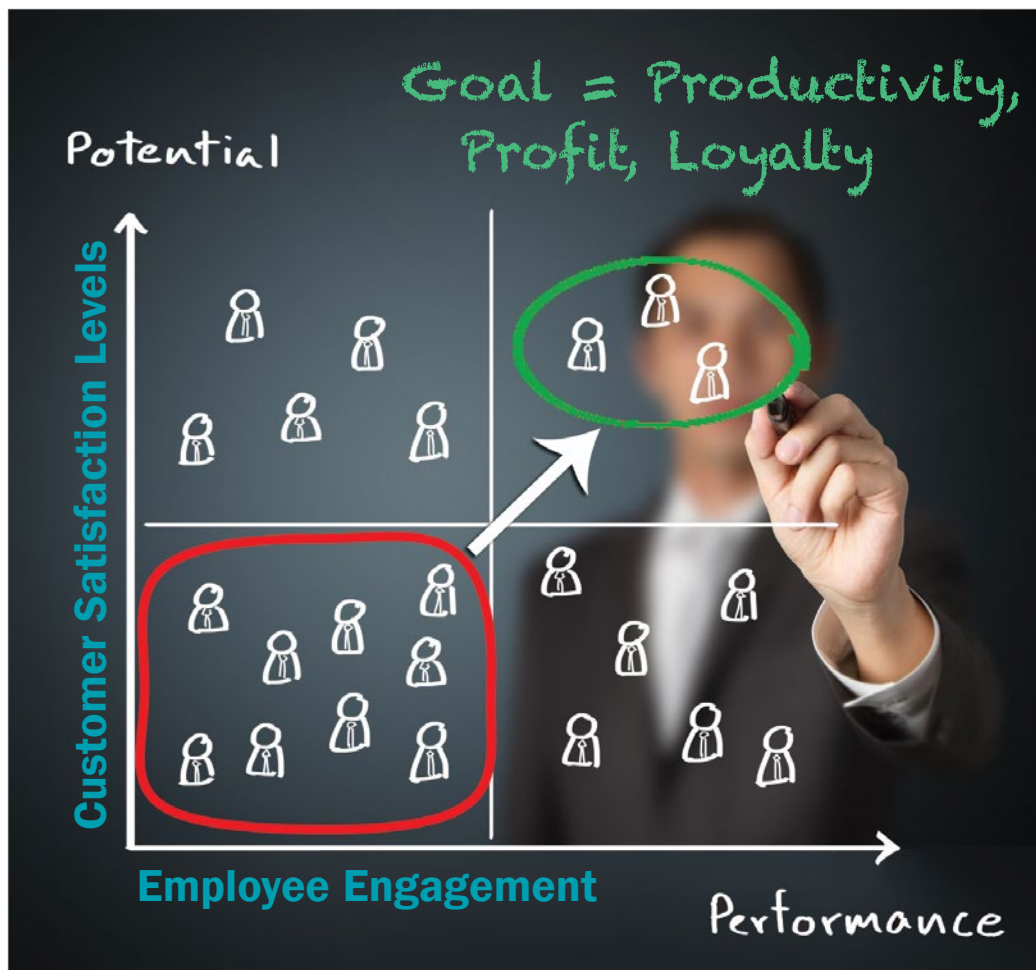 Goal = Productivity,
Profit, Loyalty
Potential
Customer Satisfaction Levels
Employee Engagement
Performance